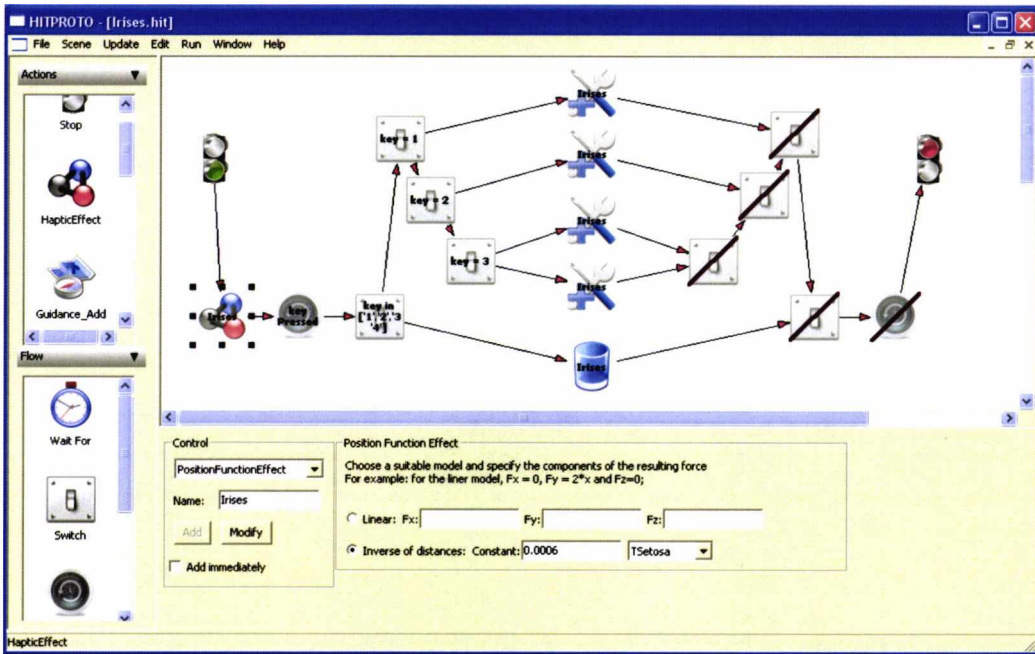 HITPROTO - [Irises.hit]
File Scene Update Edit Run Window Help
Actions
Stop
HapticEffect
Guidance_Add
Flow
Wait For
Switch
Irises
key = 1
Irises
key = 2
Irises
key = 3
Irises
Irises
key Pressed
key in
['1','2','3
'4']
Irises
Control
PositionFunctionEffect
Name: Irises
Add Modify
Add immediately
Position Function Effect
Choose a suitable model and specify the components of the resulting force
For example: for the liner model, Fx = 0, Fy = 2*x and Fz=0;
Linear: Fx: Fy: Fz:
Inverse of distances: Constant: 0.0006 TSetosa
HapticEffect